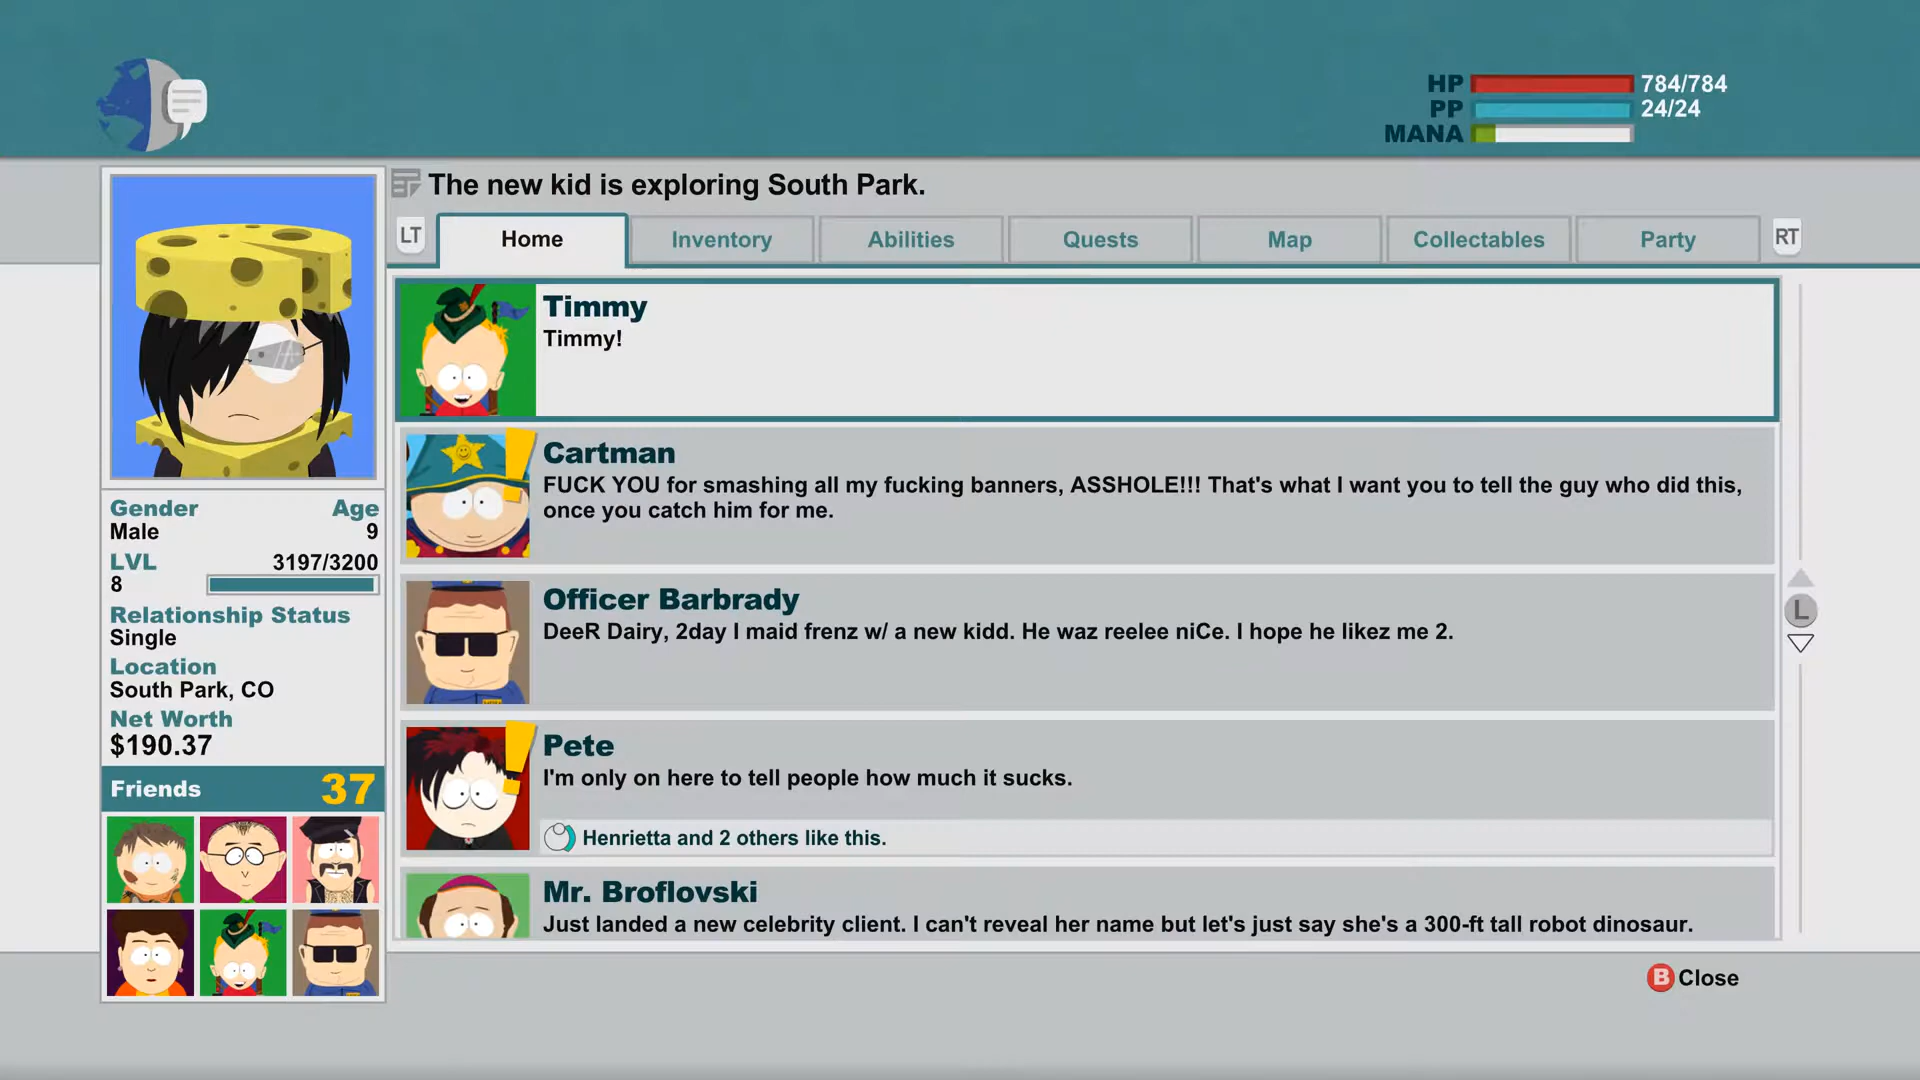 HP 784/784
PP 24/24
MANA
The new kid is exploring South Park.
LT Home Inventory Abilities Quests Map Collectables Party RT
Gender Age
Male 9
LVL 3197/3200
8
Relationship Status
Single
Location
South Park, CO
Net Worth
$190.37
Friends 37
Timmy
Timmy!
Cartman
FUCK YOU for smashing all my fucking banners, ASSHOLE!!! That's what I want you to tell the guy who did this,
once you catch him for me.
Officer Barbrady
DeeR Dairy, 2day I maid frenz w/ a new kidd. He waz reelee niCe. I hope he likez me 2.
Pete
I'm only on here to tell people how much it sucks.
Henrietta and 2 others like this.
Mr. Broflovski
Just landed a new celebrity client. I can't reveal her name but let's just say she's a 300-ft tall robot dinosaur.
L
B Close